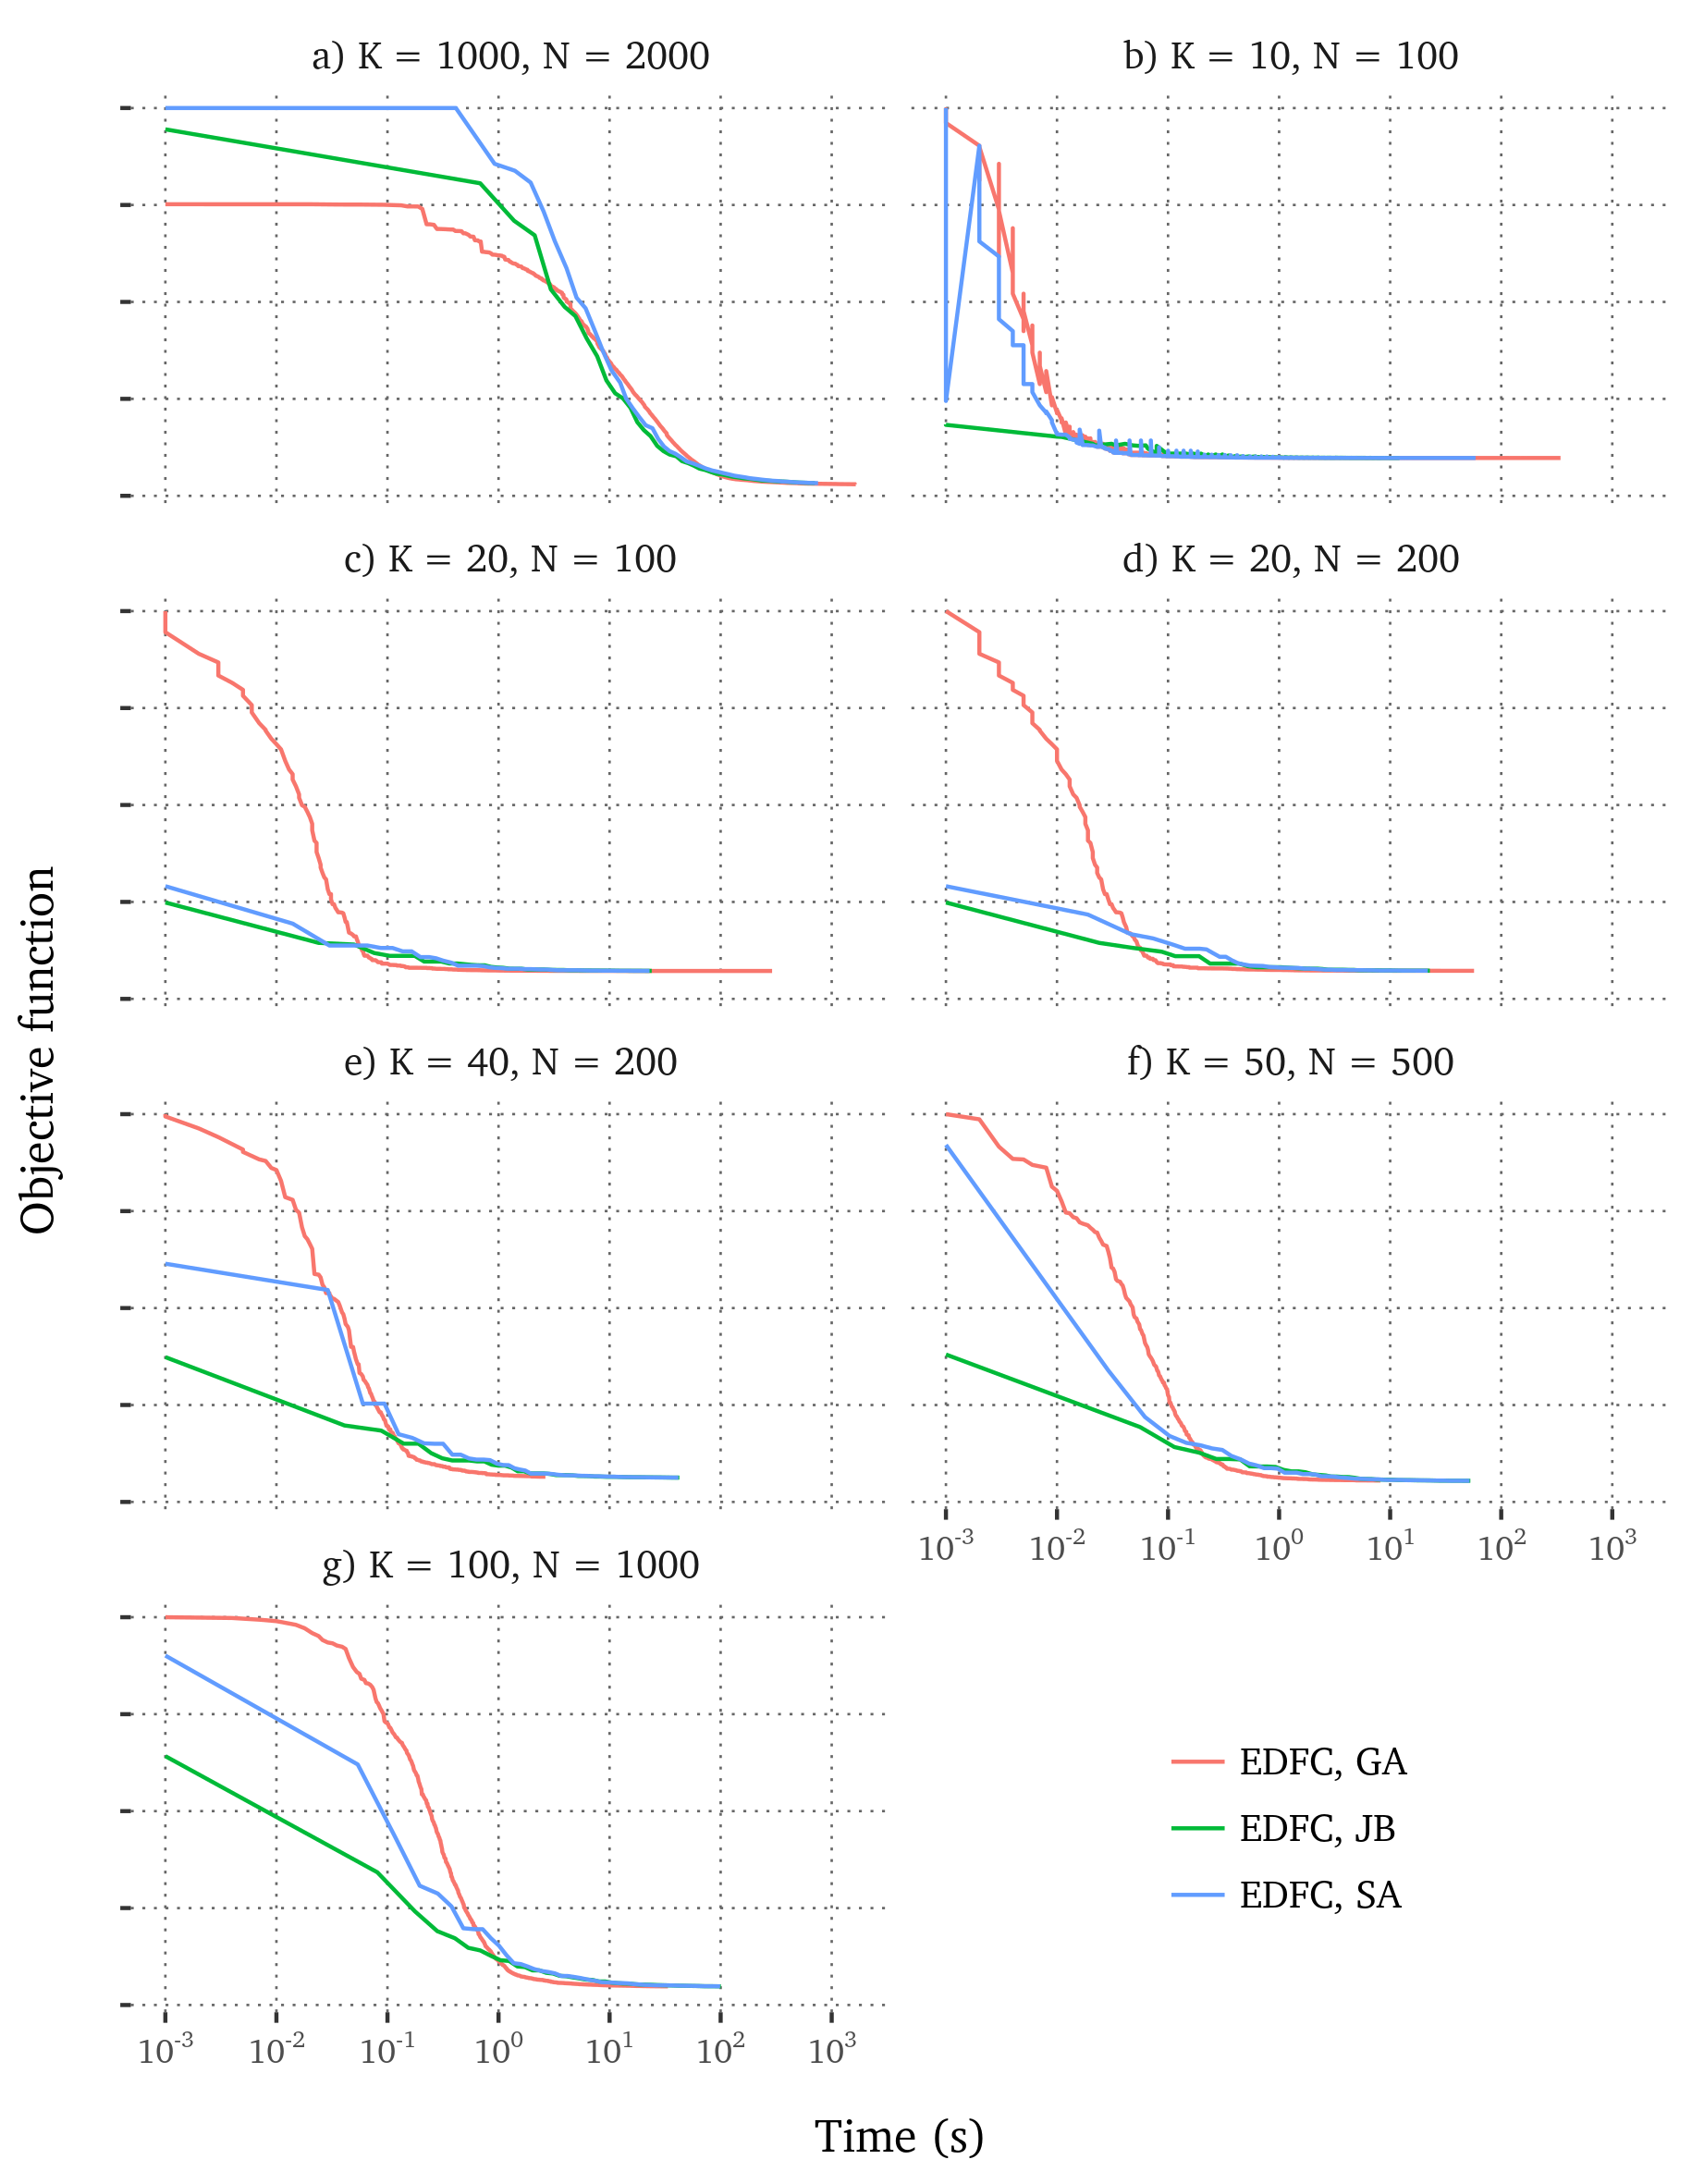 a) K = 1000, N = 2000
b) K = 10, N = 100
c) K = 20, N = 100
d) K = 20, N = 200
e) K = 40, N = 200
f) K = 50, N = 500
10⁻³ 10⁻² 10⁻¹ 10⁰ 10¹ 10² 10³
g) K = 100, N = 1000
10⁻³ 10⁻² 10⁻¹ 10⁰ 10¹ 10² 10³
EDFC, GA
EDFC, JB
EDFC, SA
Objective function
Time (s)